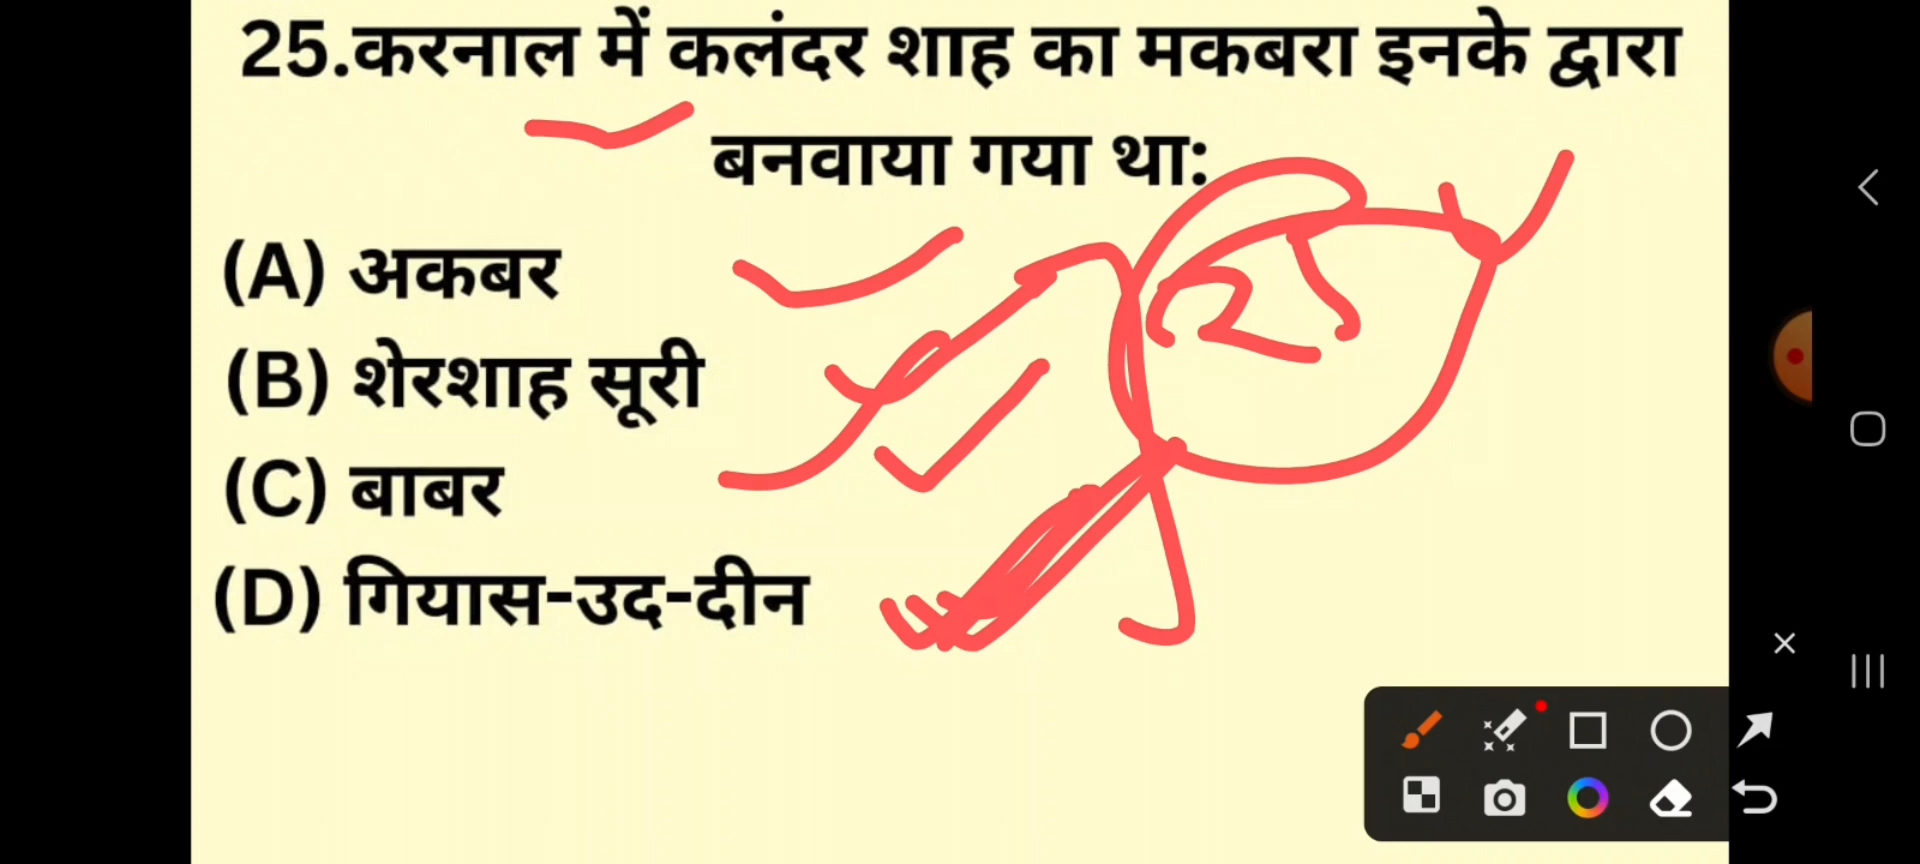 25.करनाल में कलंदर शाह का मकबरा इनके द्वारा
बनवाया गया था:
(A) अकबर
(B) शेरशाह सूरी
(C) बाबर
(D) गियास-उद-दीन